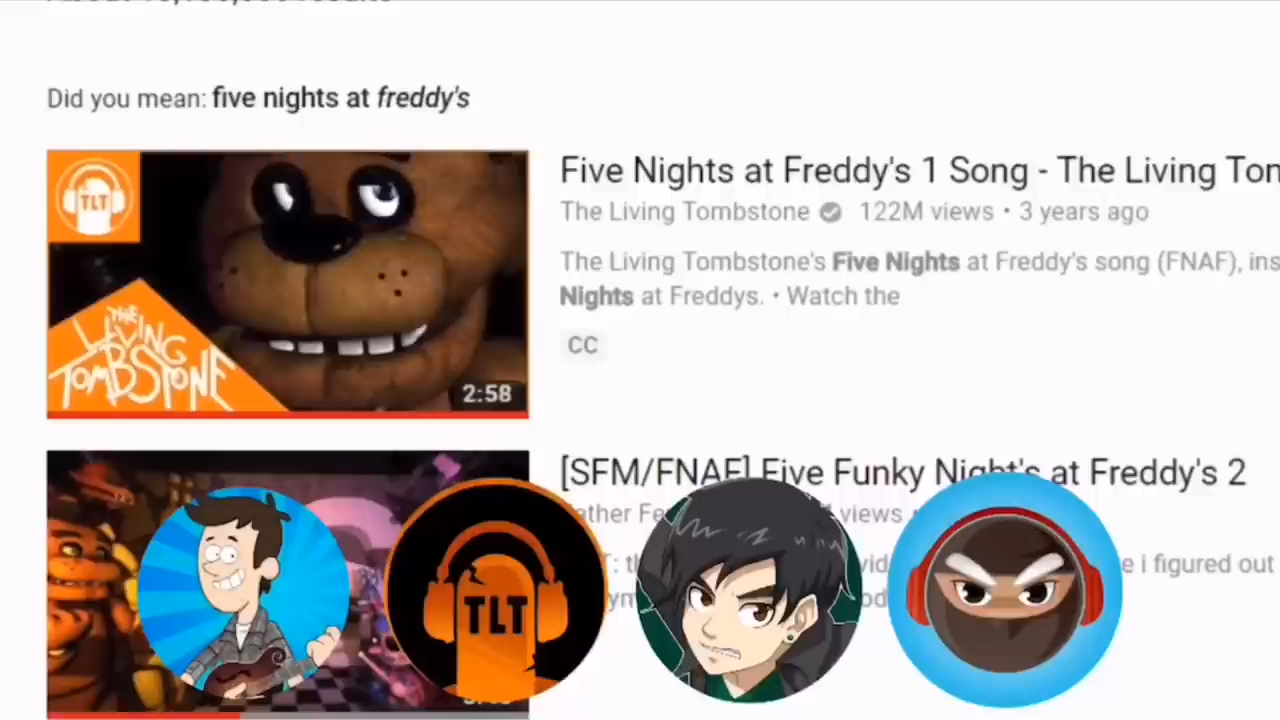 Did you mean: five nights at freddy's
TLT
THE
LIVING
TOMBSTONE
2:58
Five Nights at Freddy's 1 Song - The Living Tom
The Living Tombstone 122M views • 3 years ago
The Living Tombstone's Five Nights at Freddy's song (FNAF), ins
Nights at Freddys. • Watch the
CC
[SFM/FNAF] Five Funky Night's at Freddy's 2
views
e I figured out
TLT